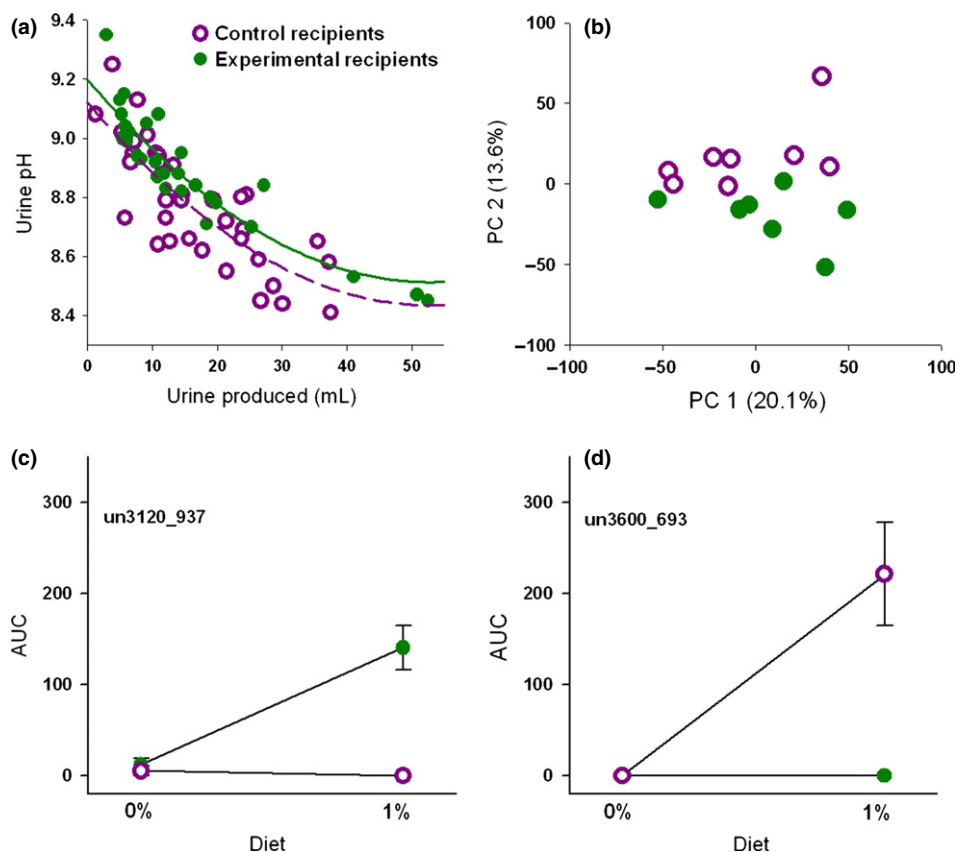 (a)
Control recipients
Experimental recipients
9.4
9.2
9.0
8.8
8.6
8.4
Urine pH
0 10 20 30 40 50
Urine produced (mL)
(b)
100
50
0
−50
−100
PC 2 (13.6%)
−100 −50 0 50 100
PC 1 (20.1%)
(c)
un3120_937
300
200
100
0
AUC
0% 1%
Diet
(d)
un3600_693
300
200
100
0
AUC
0% 1%
Diet